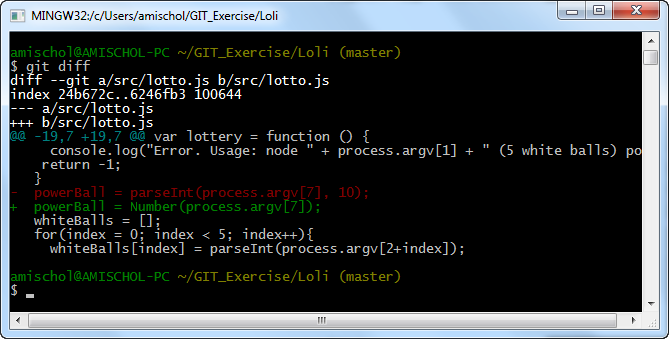 MINGW32:/c/Users/amischol/GIT_Exercise/Loli
amischol@AMISCHOL-PC ~/GIT_Exercise/Loli (master)
$ git diff
diff --git a/src/lotto.js b/src/lotto.js
index 24b672c..6246fb3 100644
--- a/src/lotto.js
+++ b/src/lotto.js
@@ -19,7 +19,7 @@ var lottery = function () {
     console.log("Error. Usage: node " + process.argv[1] + " (5 white balls) po
    return -1;
   }
-  powerBall = parseInt(process.argv[7], 10);
+  powerBall = Number(process.argv[7]);
   whiteBalls = [];
   for(index = 0; index < 5; index++){
     whiteBalls[index] = parseInt(process.argv[2+index]);
amischol@AMISCHOL-PC ~/GIT_Exercise/Loli (master)
$